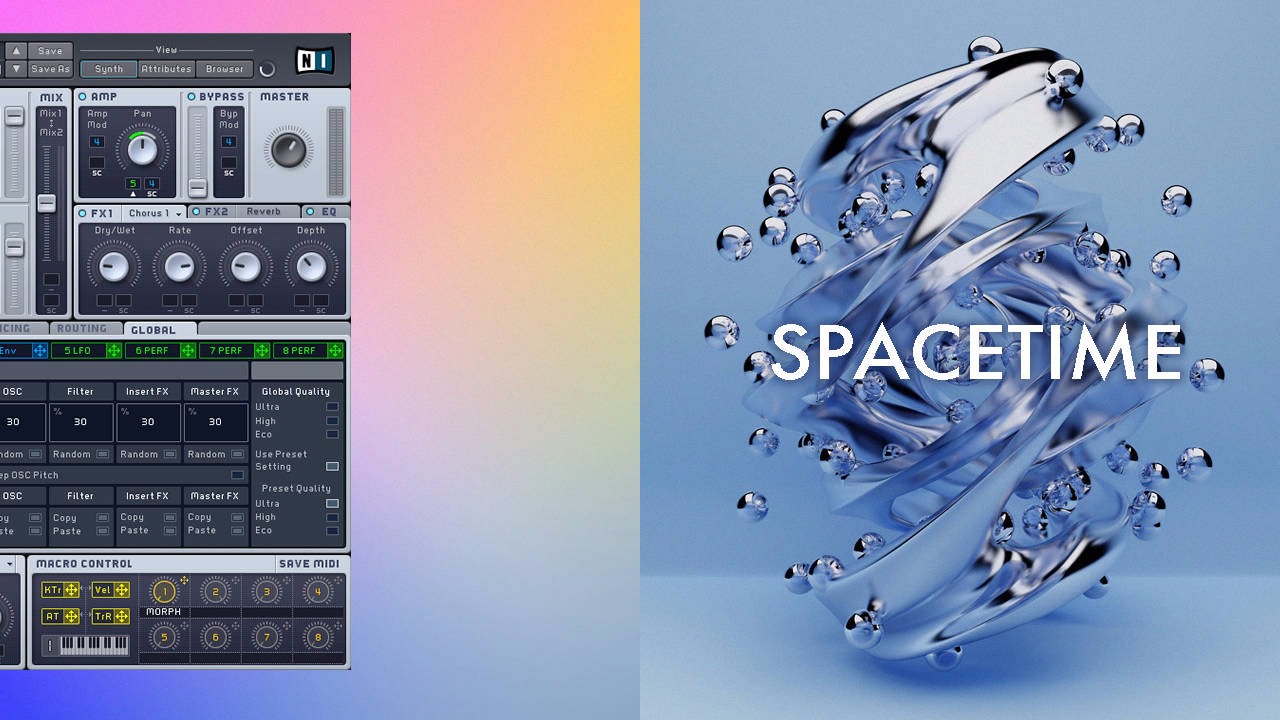 Save
View
Save As
Synth
Attributes
Browser
NI
MIX
AMP
BYPASS
MASTER
Mix1
Mix2
Amp
Mod
Pan
Byp
Mod
4
4
SC
SC
5
4
SC
FX1
Chorus 1
FX2
Reverb
EQ
Dry/Wet
Rate
Offset
Depth
SC
SC
SC
SC
SC
ROUTING
GLOBAL
Env
5 LFO
6 PERF
7 PERF
8 PERF
OSC
Filter
Insert FX
Master FX
Global Quality
30
% 30
% 30
% 30
Ultra
High
Eco
ndom
Random
Random
Random
Use Preset
Setting
ep OSC Pitch
Preset Quality
OSC
Filter
Insert FX
Master FX
Ultra
py
Copy
Copy
Copy
High
ste
Paste
Paste
Paste
Eco
MACRO CONTROL
SAVE MIDI
KTr
Vel
1
2
3
4
AT
TrR
MORPH
5
6
7
8
SPACETIME